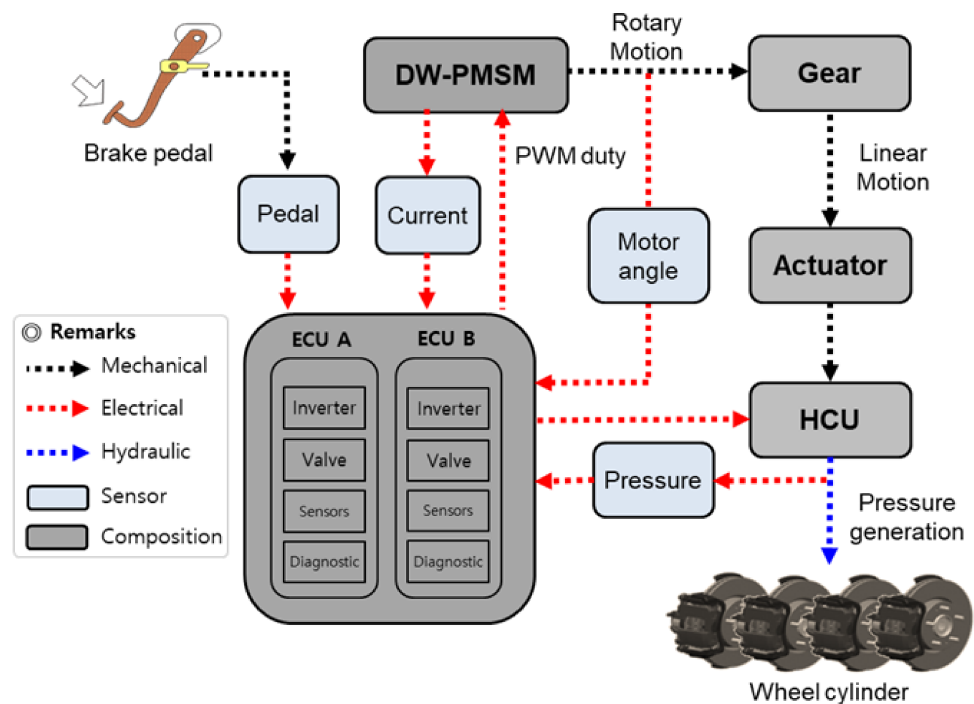 Rotary
Motion
DW-PMSM
Gear
Brake pedal
PWM duty
Linear
Motion
Pedal
Current
Motor
angle
Actuator
Remarks
Mechanical
Electrical
Hydraulic
Sensor
Composition
ECU A
ECU B
Inverter
Inverter
Valve
Valve
Sensors
Sensors
Diagnostic
Diagnostic
HCU
Pressure
Pressure
generation
Wheel cylinder